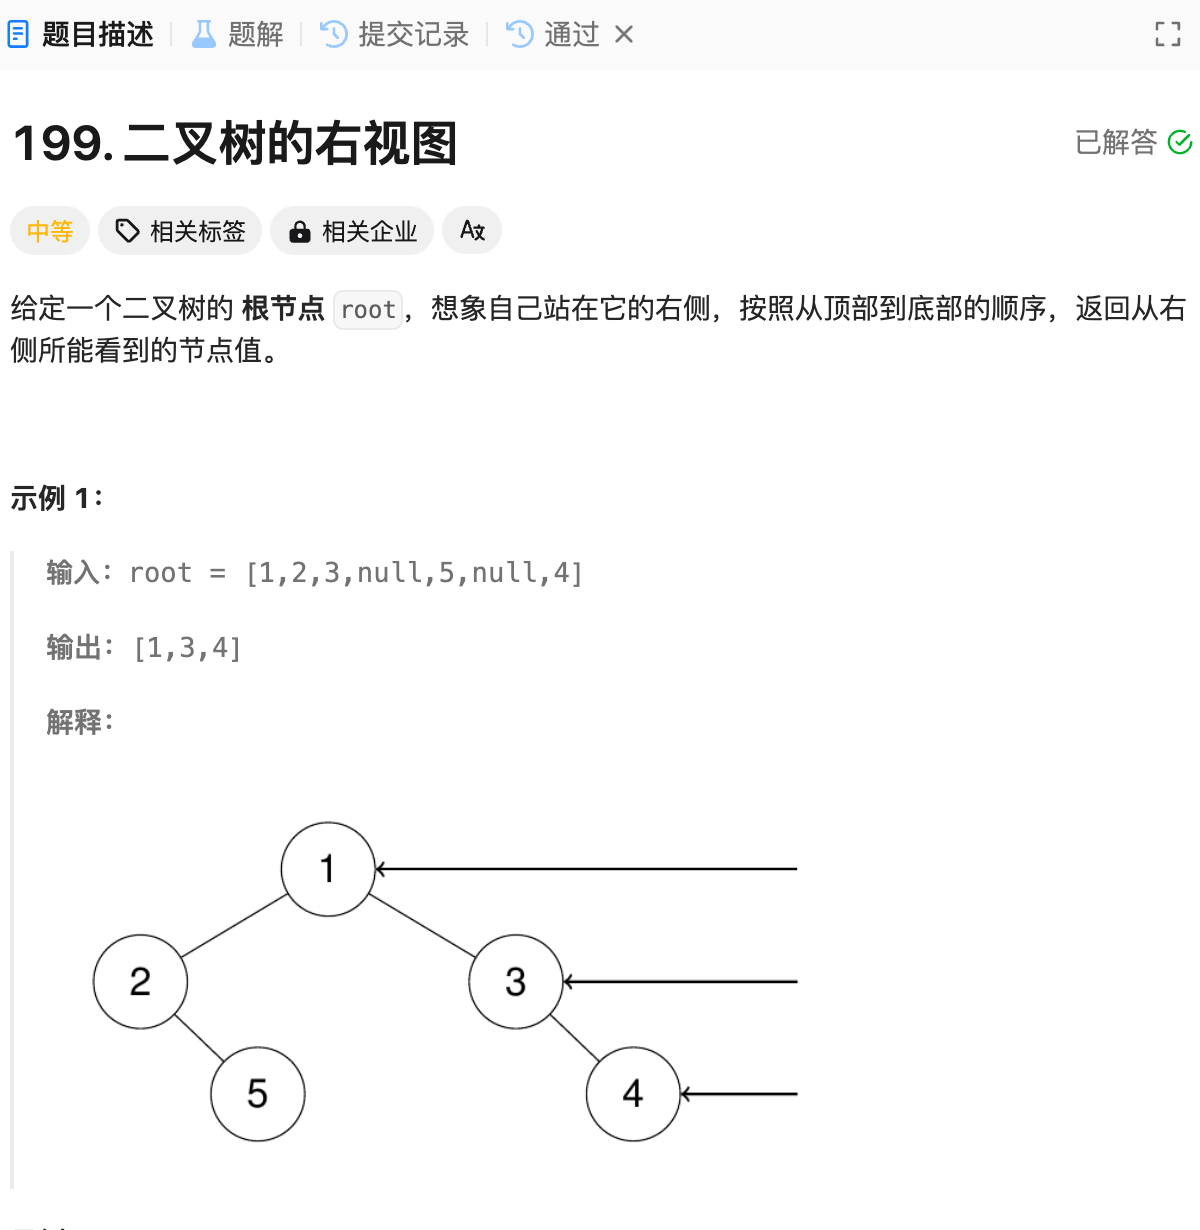 题目描述 题解 提交记录 通过
199. 二叉树的右视图
已解答
中等 相关标签 相关企业 A文
给定一个二叉树的 根节点 root，想象自己站在它的右侧，按照从顶部到底部的顺序，返回从右
侧所能看到的节点值。
示例 1：
输入：root = [1,2,3,null,5,null,4]
输出：[1,3,4]
解释：
1
2
3
5
4